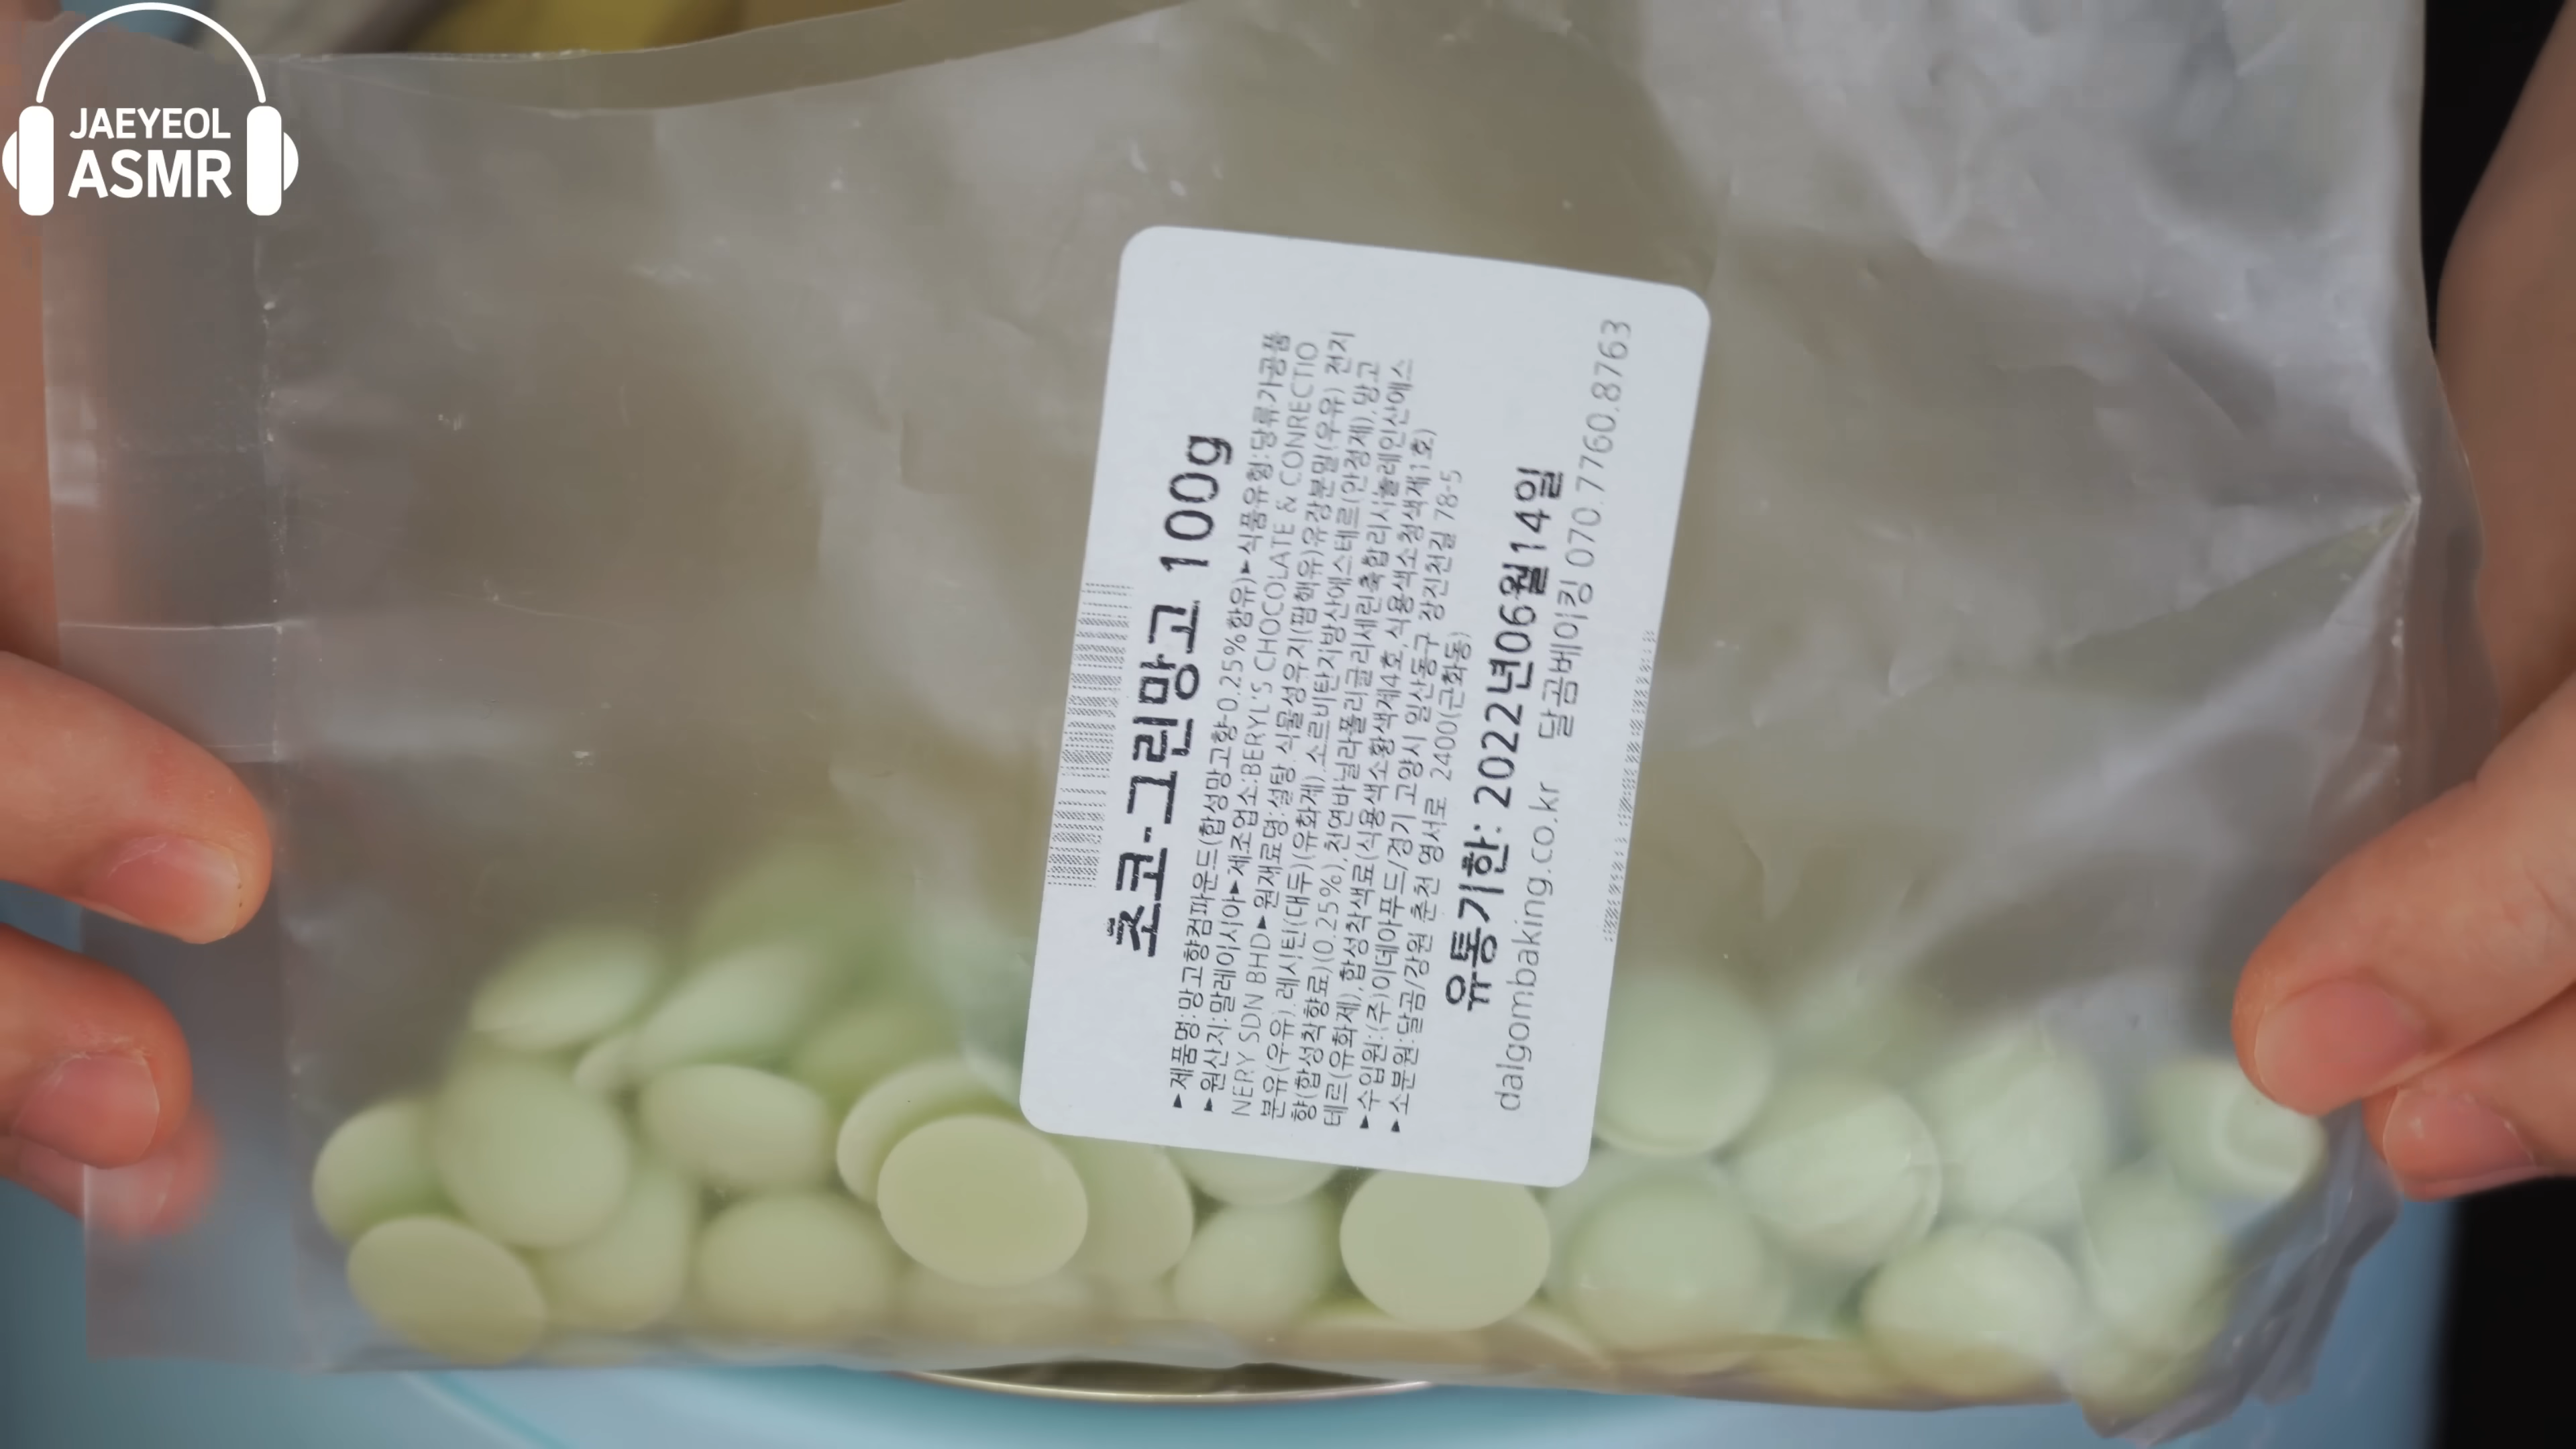 JAEYEOL
ASMR
초코-그린망고 100g
►제품명:망고향컴파운드(합성망고향0.25%함유)►식품유형:당류가공품
►원산지:말레이시아►제조업소:BERYL'S CHOCOLATE & CONRECTIO
NERY SDN BHD►원재료명:설탕.식물성유지(팜핵유)유장분말(우유) 전지
분유(우유).레시틴(대두)(유화제).소르비탄지방산에스테르(안정제),망고
향(합성착향료)(0.25%),천연바닐라폴리글리세린축합리시놀레인산에스
테르(유화제),합성착색료(식용색소황색제4호,식용색소청색제1호)
►수입원:(주)이데아푸드/경기 고양시 일산동구 장진천길 78-5
►소분원:달곰/강원 춘천 영서로 2400(근화동)
유통기한: 2022년06월14일
dalgombaking.co.kr 달곰베이킹 070.7760.8763